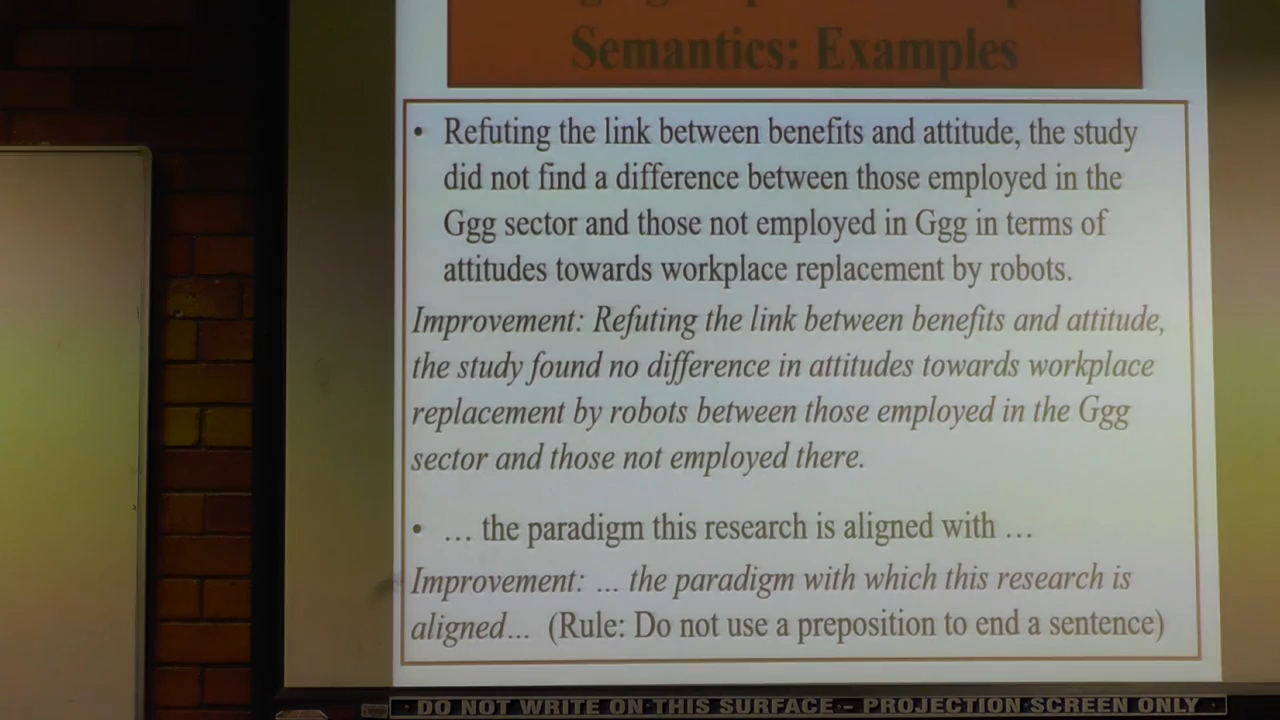 Semantics: Examples
• Refuting the link between benefits and attitude, the study
did not find a difference between those employed in the
Ggg sector and those not employed in Ggg in terms of
attitudes towards workplace replacement by robots.
Improvement: Refuting the link between benefits and attitude,
the study found no difference in attitudes towards workplace
replacement by robots between those employed in the Ggg
sector and those not employed there.
• … the paradigm this research is aligned with …
Improvement: … the paradigm with which this research is
aligned… (Rule: Do not use a preposition to end a sentence)
DO NOT WRITE ON THIS SURFACE - PROJECTION SCREEN ONLY